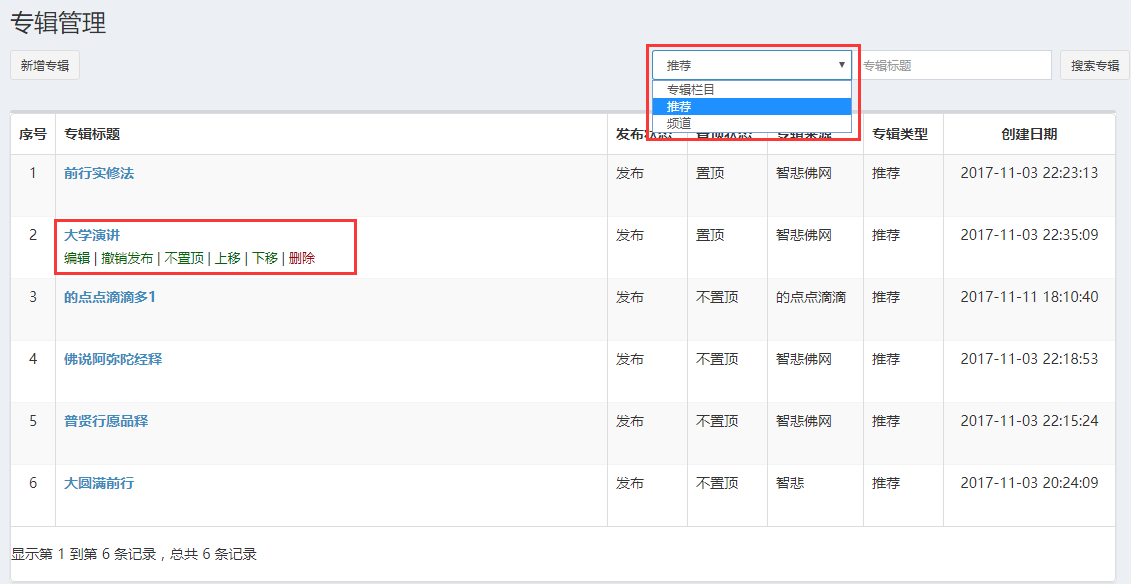 专辑管理
新增专辑
推荐
专辑标题
搜索专辑
专辑栏目
推荐
频道
序号 专辑标题 发布状态 置顶状态 专辑来源 专辑类型 创建日期
1 前行实修法 发布 置顶 智悲佛网 推荐 2017-11-03 22:23:13
2 大学演讲 发布 置顶 智悲佛网 推荐 2017-11-03 22:35:09
编辑 | 撤销发布 | 不置顶 | 上移 | 下移 | 删除
3 的点点滴滴多1 发布 不置顶 的点点滴滴 推荐 2017-11-11 18:10:40
4 佛说阿弥陀经释 发布 不置顶 智悲佛网 推荐 2017-11-03 22:18:53
5 普贤行愿品释 发布 不置顶 智悲佛网 推荐 2017-11-03 22:15:24
6 大圆满前行 发布 不置顶 智悲 推荐 2017-11-03 20:24:09
显示第 1 到第 6 条记录，总共 6 条记录